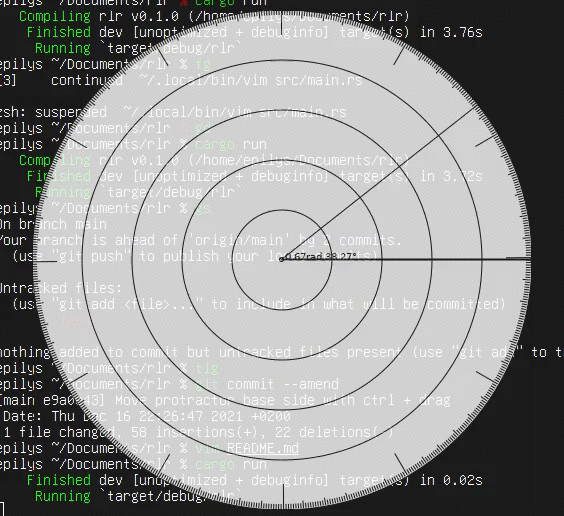 epilys ~/Documents/rlr % cargo run
Compiling rlr v0.1.0 (/home/epilys/Documents/rlr)
Finished dev [unoptimized + debuginfo] target(s) in 3.76s
Running `target/debug/rlr`
epilys ~/Documents/rlr % fg
[3]    continued  ~/.local/bin/vim src/main.rs
zsh: suspended  ~/.local/bin/vim src/main.rs
epilys ~/Documents/rlr %
epilys ~/Documents/rlr % cargo run
Compiling rlr v0.1.0 (/home/epilys/Documents/rlr)
Finished dev [unoptimized + debuginfo] target(s) in 3.72s
Running `target/debug/rlr`
epilys ~/Documents/rlr % gs
On branch main
Your branch is ahead of 'origin/main' by 2 commits.
(use "git push" to publish your local commits)
0.67rad 38.27°
Untracked files:
(use "git add <file>..." to include in what will be committed)
nothing added to commit but untracked files present (use "git add" to t
epilys ~/Documents/rlr % tig
epilys ~/Documents/rlr % git commit --amend
[main e9a0643] Move protractor base side with ctrl + drag
Date: Thu Dec 16 22:26:47 2021 +0200
1 file changed, 58 insertions(+), 22 deletions(-)
epilys ~/Documents/rlr % vim README.md
epilys ~/Documents/rlr % cargo run
Finished dev [unoptimized + debuginfo] target(s) in 0.02s
Running `target/debug/rlr`